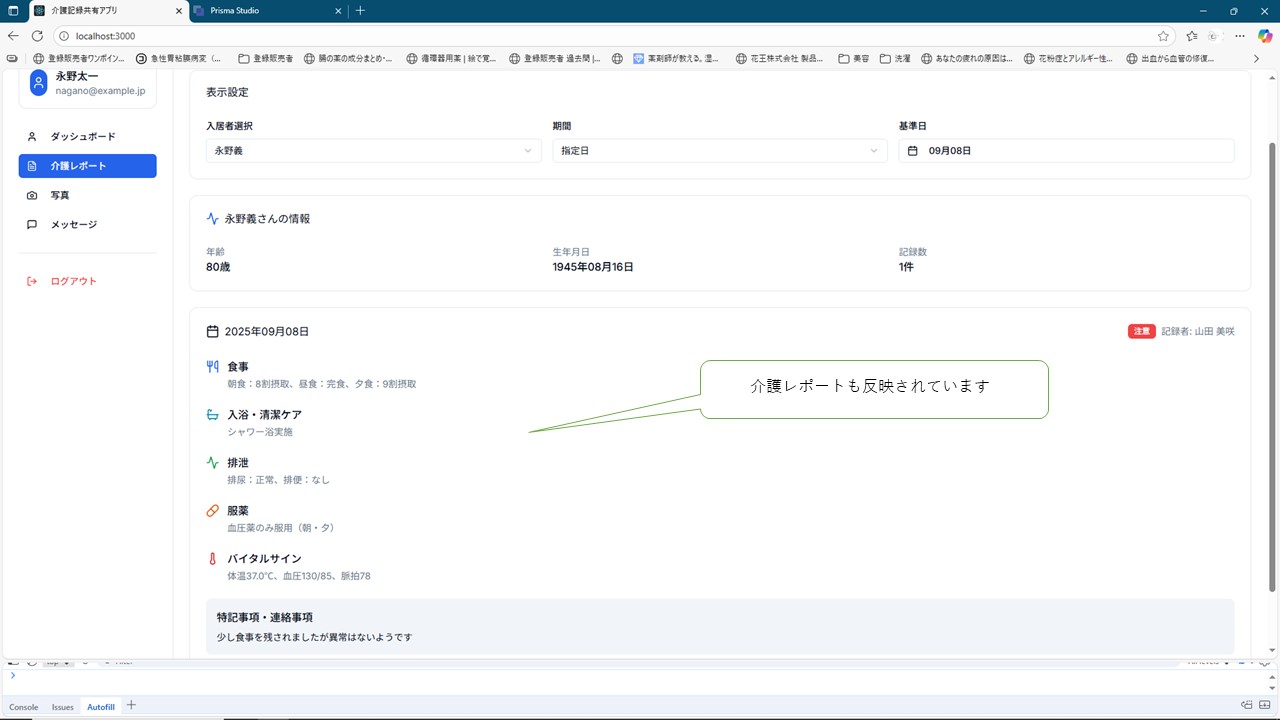 介護記録共有アプリ
Prisma Studio
localhost:3000
登録販売者ワンポイン...
急性胃粘膜病変（...
登録販売者
腸の薬の成分まとめ-...
循環器用薬 | 絵で覚...
登録販売者 過去問 |...
薬剤師が教える。湿...
花王株式会社 製品...
美容
洗濯
あなたの疲れの原因は...
花粉症とアレルギー性...
出血から血管の修復...
永野太一
nagano@example.jp
ダッシュボード
介護レポート
写真
メッセージ
ログアウト
表示設定
入居者選択
期間
基準日
永野義
指定日
09月08日
永野義さんの情報
年齢
生年月日
記録数
80歳
1945年08月16日
1件
2025年09月08日
注意
記録者: 山田 美咲
食事
朝食：8割摂取、昼食：完食、夕食：9割摂取
介護レポートも反映されています
入浴・清潔ケア
シャワー浴実施
排泄
排尿：正常、排便：なし
服薬
血圧薬のみ服用（朝・夕）
バイタルサイン
体温37.0℃、血圧130/85、脈拍78
特記事項・連絡事項
少し食事を残されましたが異常はないようです
Console
Issues
Autofill